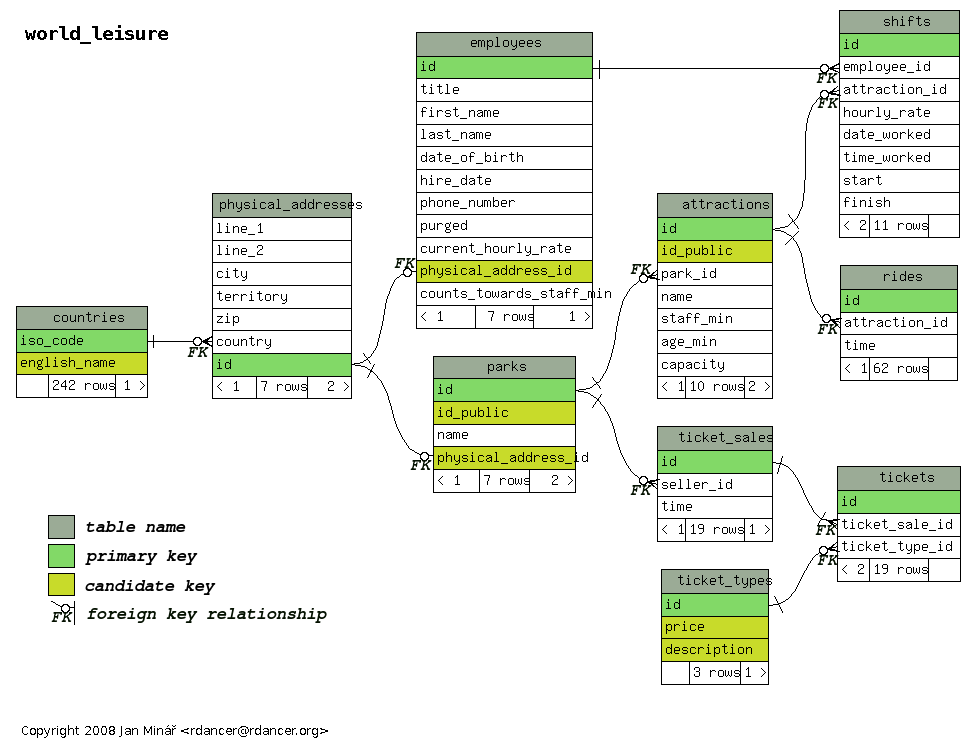 world_leisure
employees
id
title
first_name
last_name
date_of_birth
hire_date
phone_number
purged
current_hourly_rate
physical_address_id
counts_towards_staff_min
< 1 7 rows 1 >
FK
shifts
id
employee_id
attraction_id
hourly_rate
date_worked
time_worked
start
finish
< 2 11 rows
FK
FK
physical_addresses
line_1
line_2
city
territory
zip
country
id
< 1 7 rows 2 >
FK
countries
iso_code
english_name
242 rows 1 >
attractions
id
id_public
park_id
name
staff_min
age_min
capacity
< 1 10 rows 2 >
FK
rides
id
attraction_id
time
< 1 62 rows
FK
parks
id
id_public
name
physical_address_id
< 1 7 rows 2 >
FK
ticket_sales
id
seller_id
time
< 1 19 rows 1 >
FK
tickets
id
ticket_sale_id
ticket_type_id
< 2 19 rows
FK
FK
ticket_types
id
price
description
3 rows 1 >
table name
primary key
candidate key
FK foreign key relationship
Copyright 2008 Jan Minář <rdancer@rdancer.org>